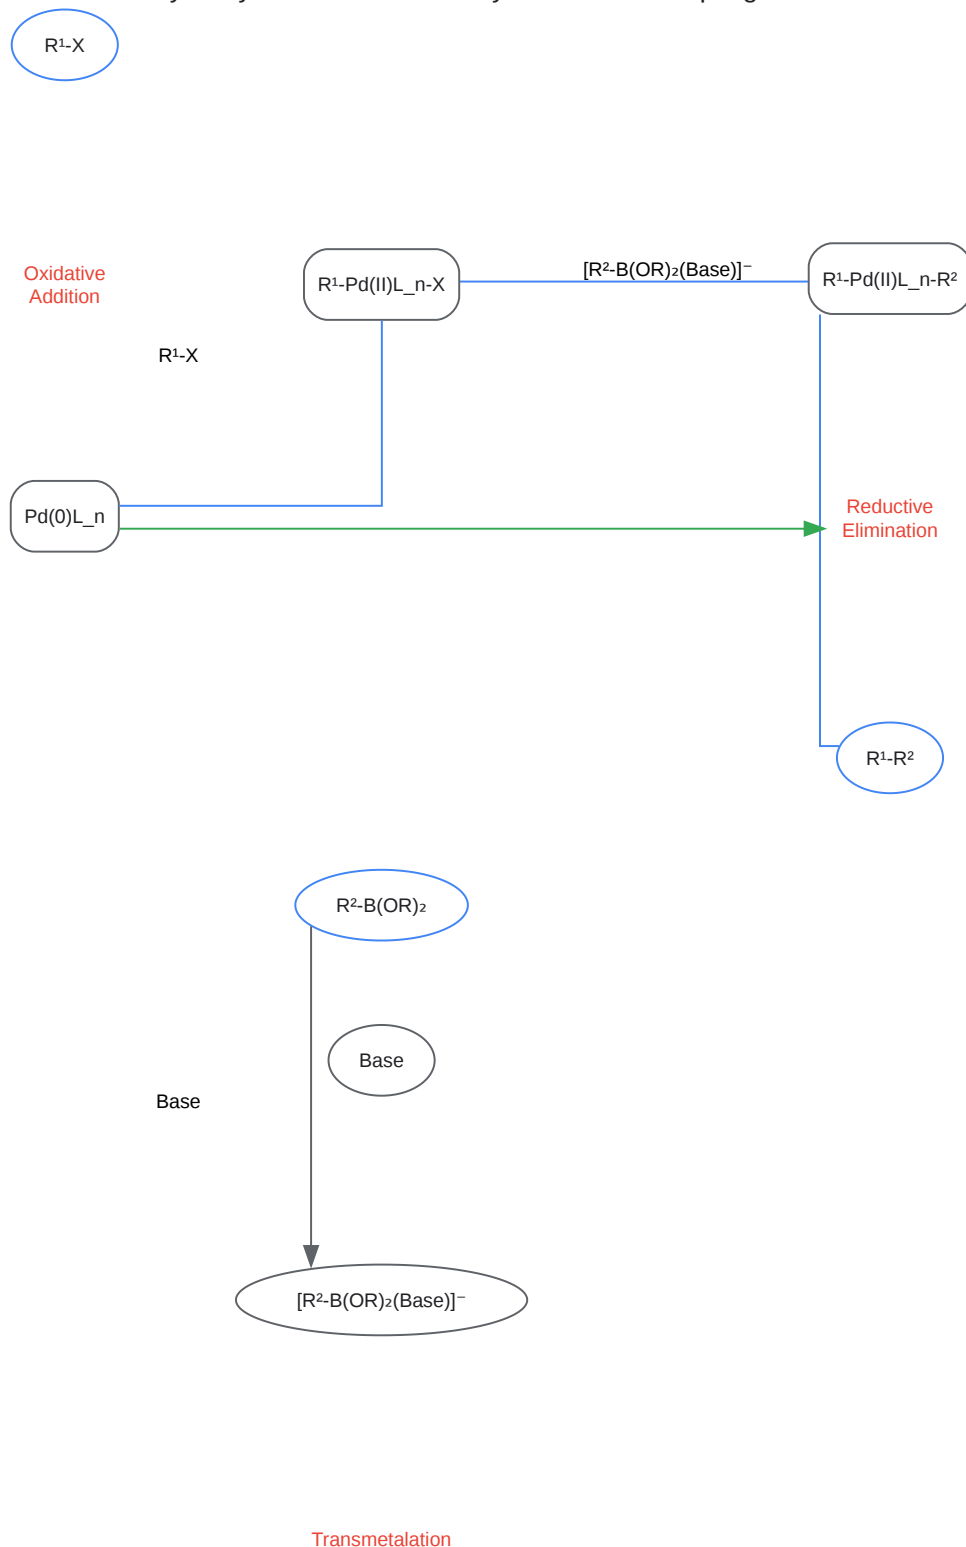 R¹-X
[R²-B(OR)₂(Base)]⁻
R¹-Pd(II)L_n-X
R¹-Pd(II)L_n-R²
Oxidative
Addition
R¹-X
Pd(0)L_n
Reductive
Elimination
R¹-R²
R²-B(OR)₂
Base
Base
[R²-B(OR)₂(Base)]⁻
Transmetalation